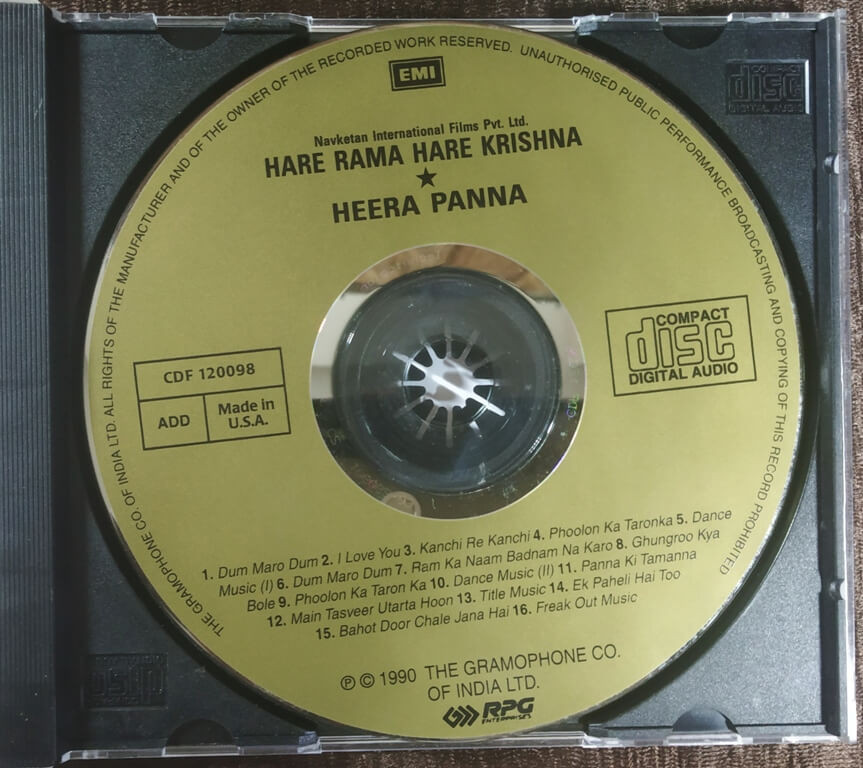 THE GRAMOPHONE CO. OF INDIA LTD. ALL RIGHTS OF THE MANUFACTURER AND OF THE OWNER OF THE RECORDED WORK RESERVED. UNAUTHORISED PUBLIC PERFORMANCE BROADCASTING AND COPYING OF THIS RECORD PROHIBITED
EMI
Navketan International Films Pvt. Ltd.
HARE RAMA HARE KRISHNA
★
HEERA PANNA
disc
DIGITAL AUDIO
CDF 120098
ADD
Made in
U.S.A.
COMPACT
disc
DIGITAL AUDIO
1. Dum Maro Dum 2. I Love You 3. Kanchi Re Kanchi 4. Phoolon Ka Taronka 5. Dance
Music (I) 6. Dum Maro Dum 7. Ram Ka Naam Badnam Na Karo 8. Ghungroo Kya
Bole 9. Phoolon Ka Taron Ka 10. Dance Music (II) 11. Panna Ki Tamanna
12. Main Tasveer Utarta Hoon 13. Title Music 14. Ek Paheli Hai Too
15. Bahot Door Chale Jana Hai 16. Freak Out Music
℗ © 1990 THE GRAMOPHONE CO.
OF INDIA LTD.
RPG
ENTERPRISES